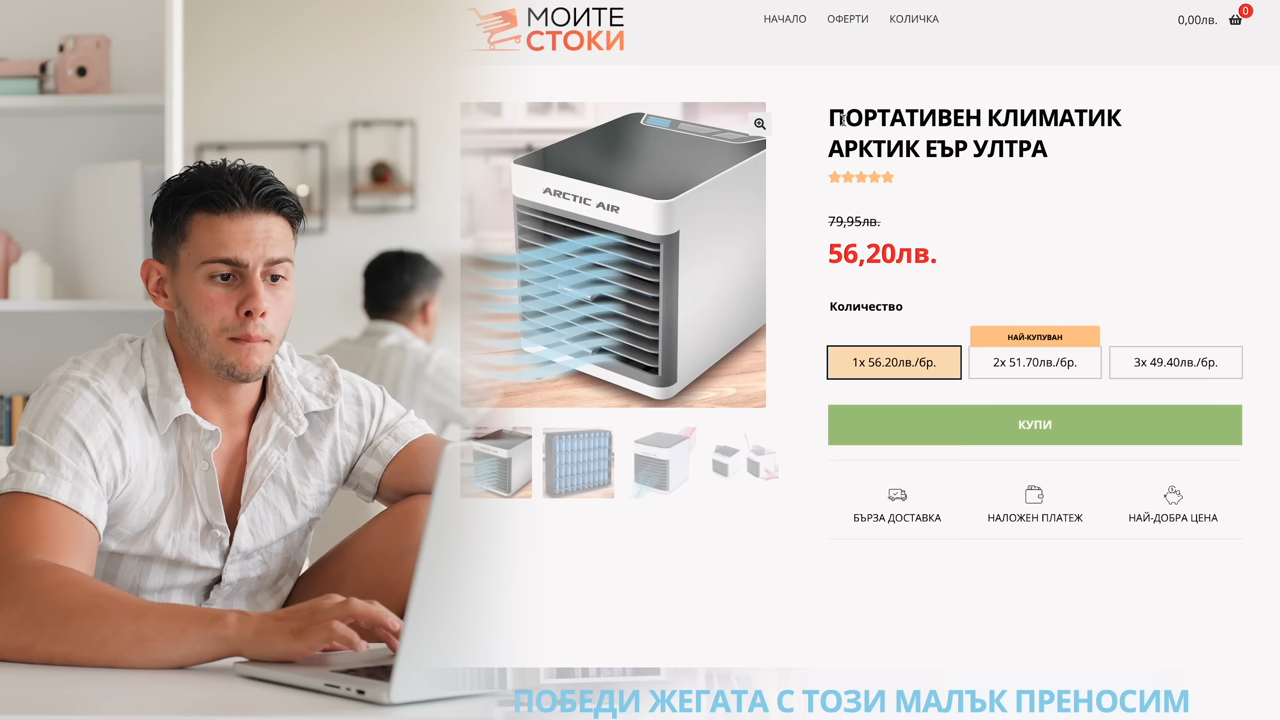 МОИТЕ
СТОКИ
НАЧАЛО ОФЕРТИ КОЛИЧКА
0,00лв. 0
ARCTIC AIR
ПОРТАТИВЕН КЛИМАТИК
АРКТИК ЕЪР УЛТРА
79,95лв.
56,20лв.
Количество
НАЙ-КУПУВАН
1x 56.20лв./бр. 2x 51.70лв./бр. 3x 49.40лв./бр.
КУПИ
БЪРЗА ДОСТАВКА НАЛОЖЕН ПЛАТЕЖ НАЙ-ДОБРА ЦЕНА
ПОБЕДИ ЖЕГАТА С ТОЗИ МАЛЪК ПРЕНОСИМ